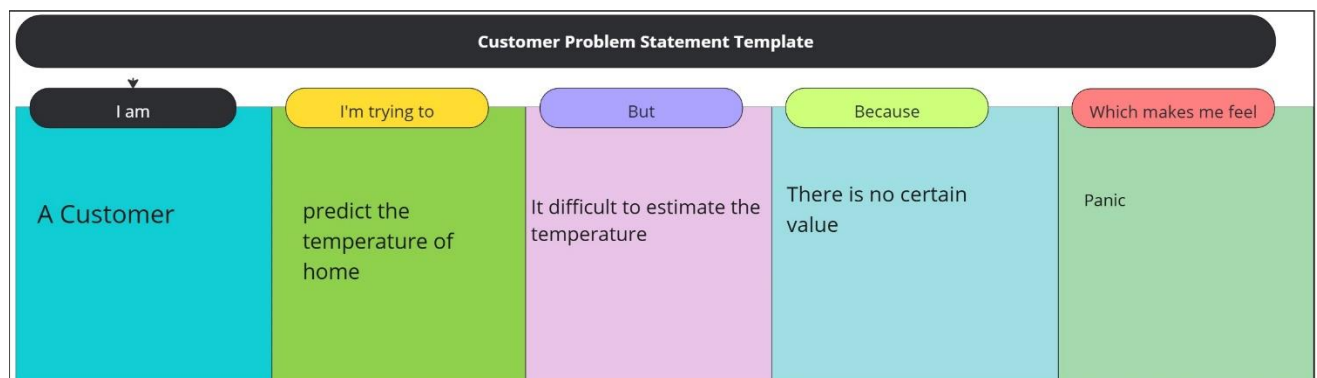 Customer Problem Statement Template
I am
I'm trying to
But
Because
Which makes me feel
A Customer
predict the
temperature of
home
It difficult to estimate the
temperature
There is no certain
value
Panic